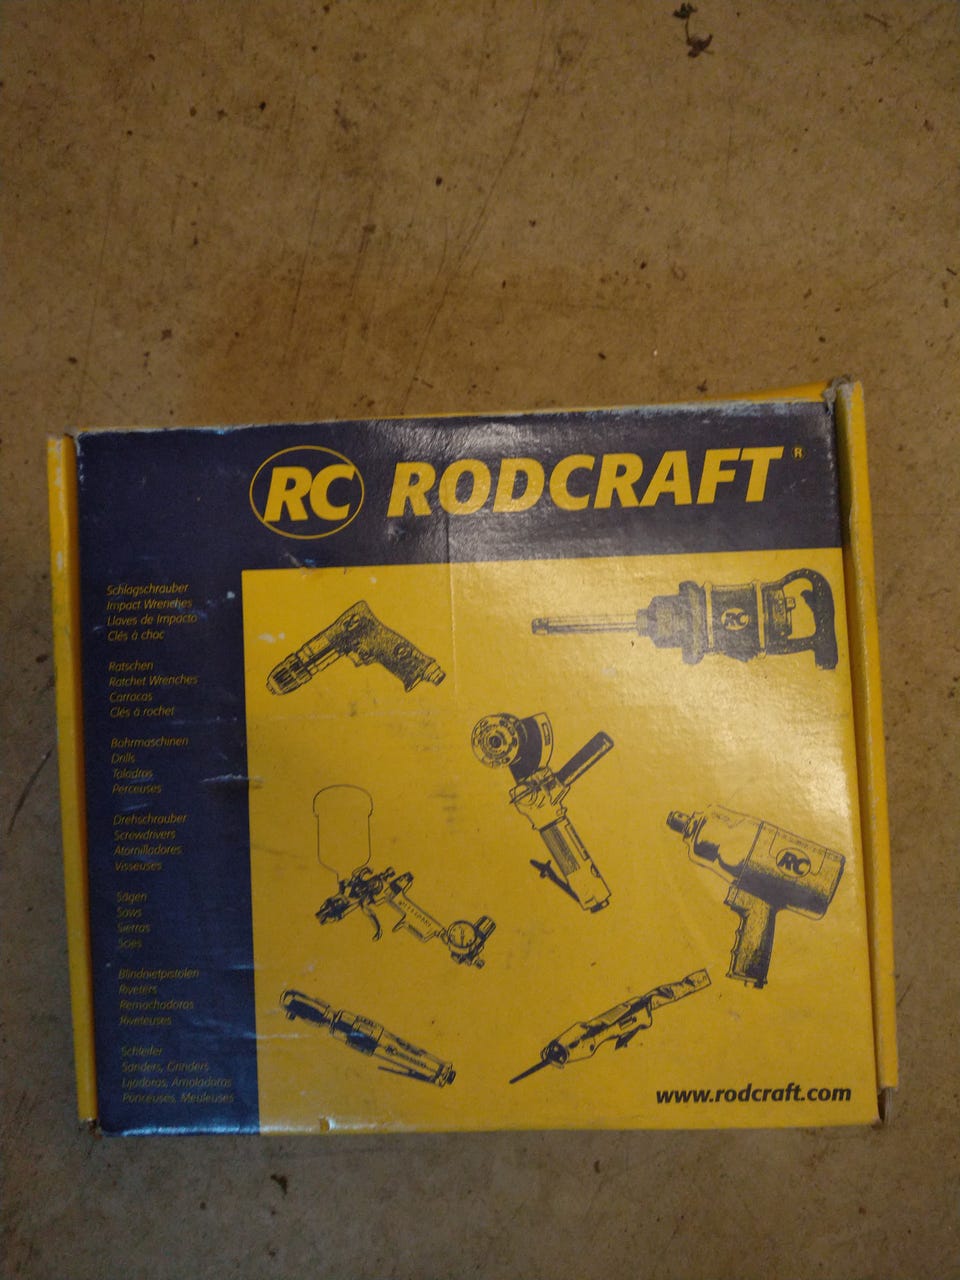 RC RODCRAFT ®
Schlagschrauber
Impact Wrenches
Llaves de Impacto
Clés à choc
Ratschen
Ratchet Wrenches
Carracas
Clés à rochet
Bohrmaschinen
Drills
Taladros
Perceuses
Drehschrauber
Screwdrivers
Atornilladores
Visseuses
Sägen
Saws
Sierras
Scies
Blindnietpistolen
Riveters
Remachadoras
Riveteuses
Schleifer
Sanders, Grinders
Lijadoras, Amoladoras
Ponceuses, Meuleuses
RC
RC
www.rodcraft.com